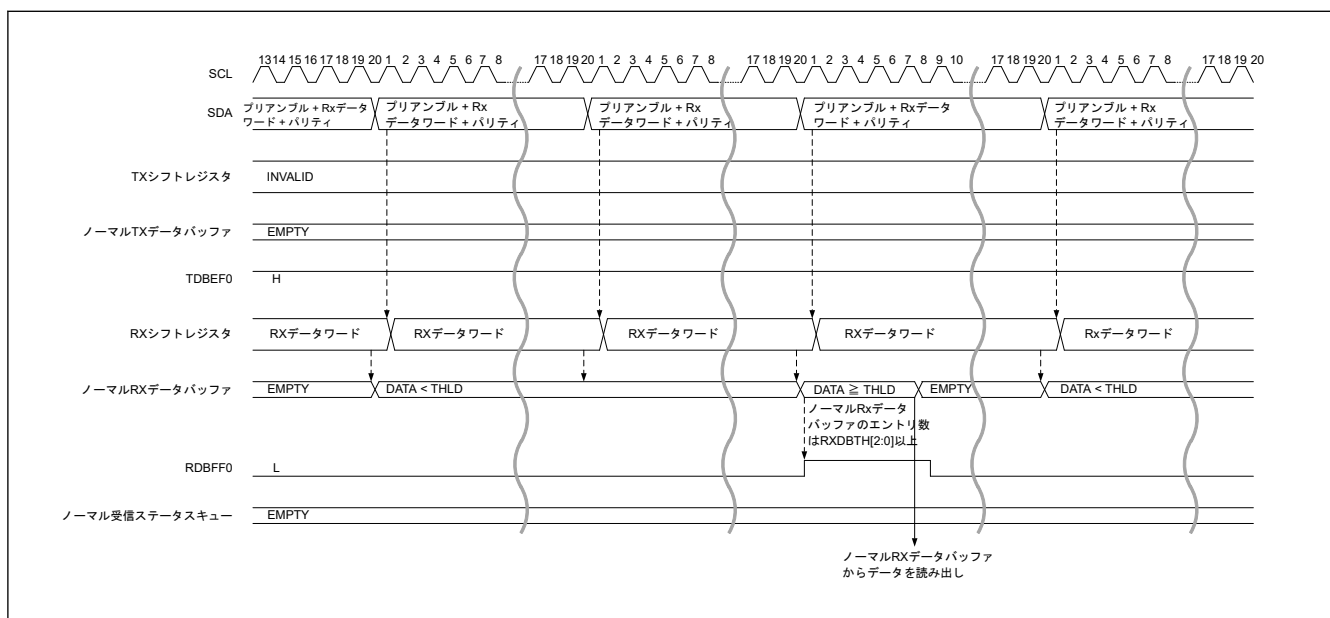 1314 15 16 17 18 19 20 1 2 3 4 5 6 7 8 17 18 19 20 1 2 3 4 5 6 7 8 17 18 19 20 1 2 3 4 5 6 7 8 9 10 17 18 19 20 1 2 3 4 5 6 7 8 17 18 19 20
SCL
SDA
プリアンブル + Rxデータ
ワード + パリティ
プリアンブル + Rx
データワード + パリティ
プリアンブル + Rx
データワード + パリティ
プリアンブル + Rxデータ
ワード + パリティ
プリアンブル + Rx
データワード + パリティ
TXシフトレジスタ
INVALID
ノーマルTXデータバッファ
EMPTY
TDBEF0
H
RXシフトレジスタ
RXデータワード
RXデータワード
RXデータワード
RXデータワード
Rxデータワード
ノーマルRXデータバッファ
EMPTY
DATA < THLD
DATA ≧ THLD
EMPTY
DATA < THLD
ノーマルRxデータ
バッファのエントリ数
はRXDBTH[2:0]以上
RDBFF0
L
ノーマル受信ステータスキュー
EMPTY
ノーマルRXデータバッファ
からデータを読み出し